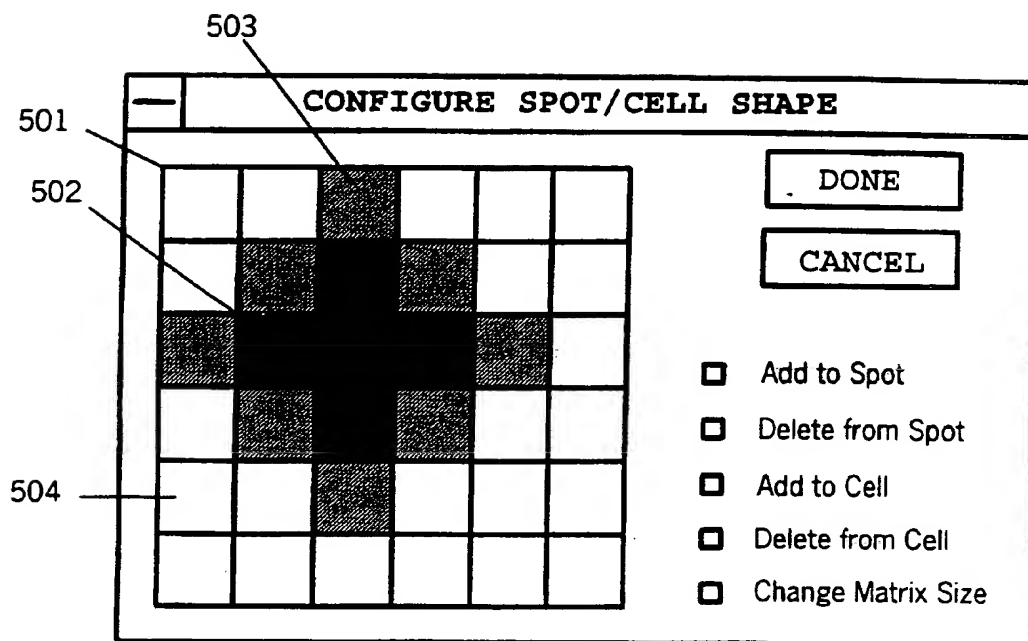 503
CONFIGURE SPOT/CELL SHAPE
501
502
DONE
CANCEL
Add to Spot
Delete from Spot
504
Add to Cell
Delete from Cell
Change Matrix Size